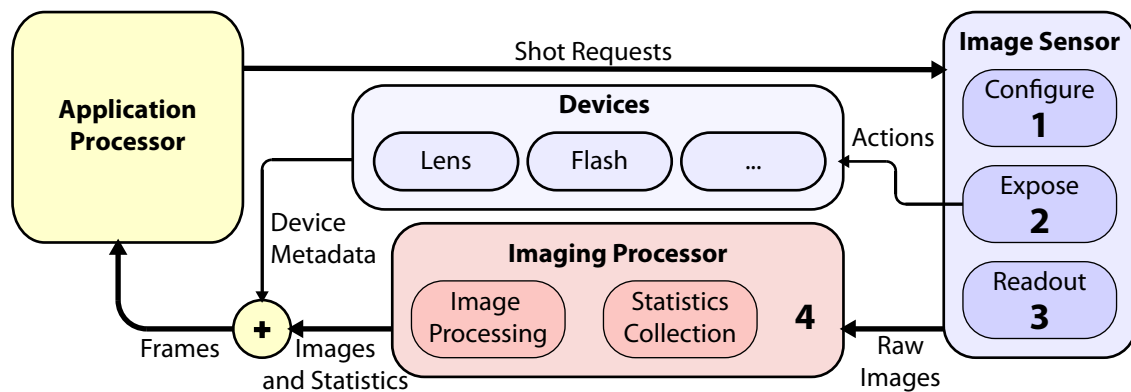 Shot Requests
Image Sensor
Configure
1
Application
Processor
Devices
Lens
Flash
...
Actions
Expose
2
Device
Metadata
Imaging Processor
Image
Processing
Statistics
Collection
4
Readout
3
+
Frames
Images
and Statistics
Raw
Images